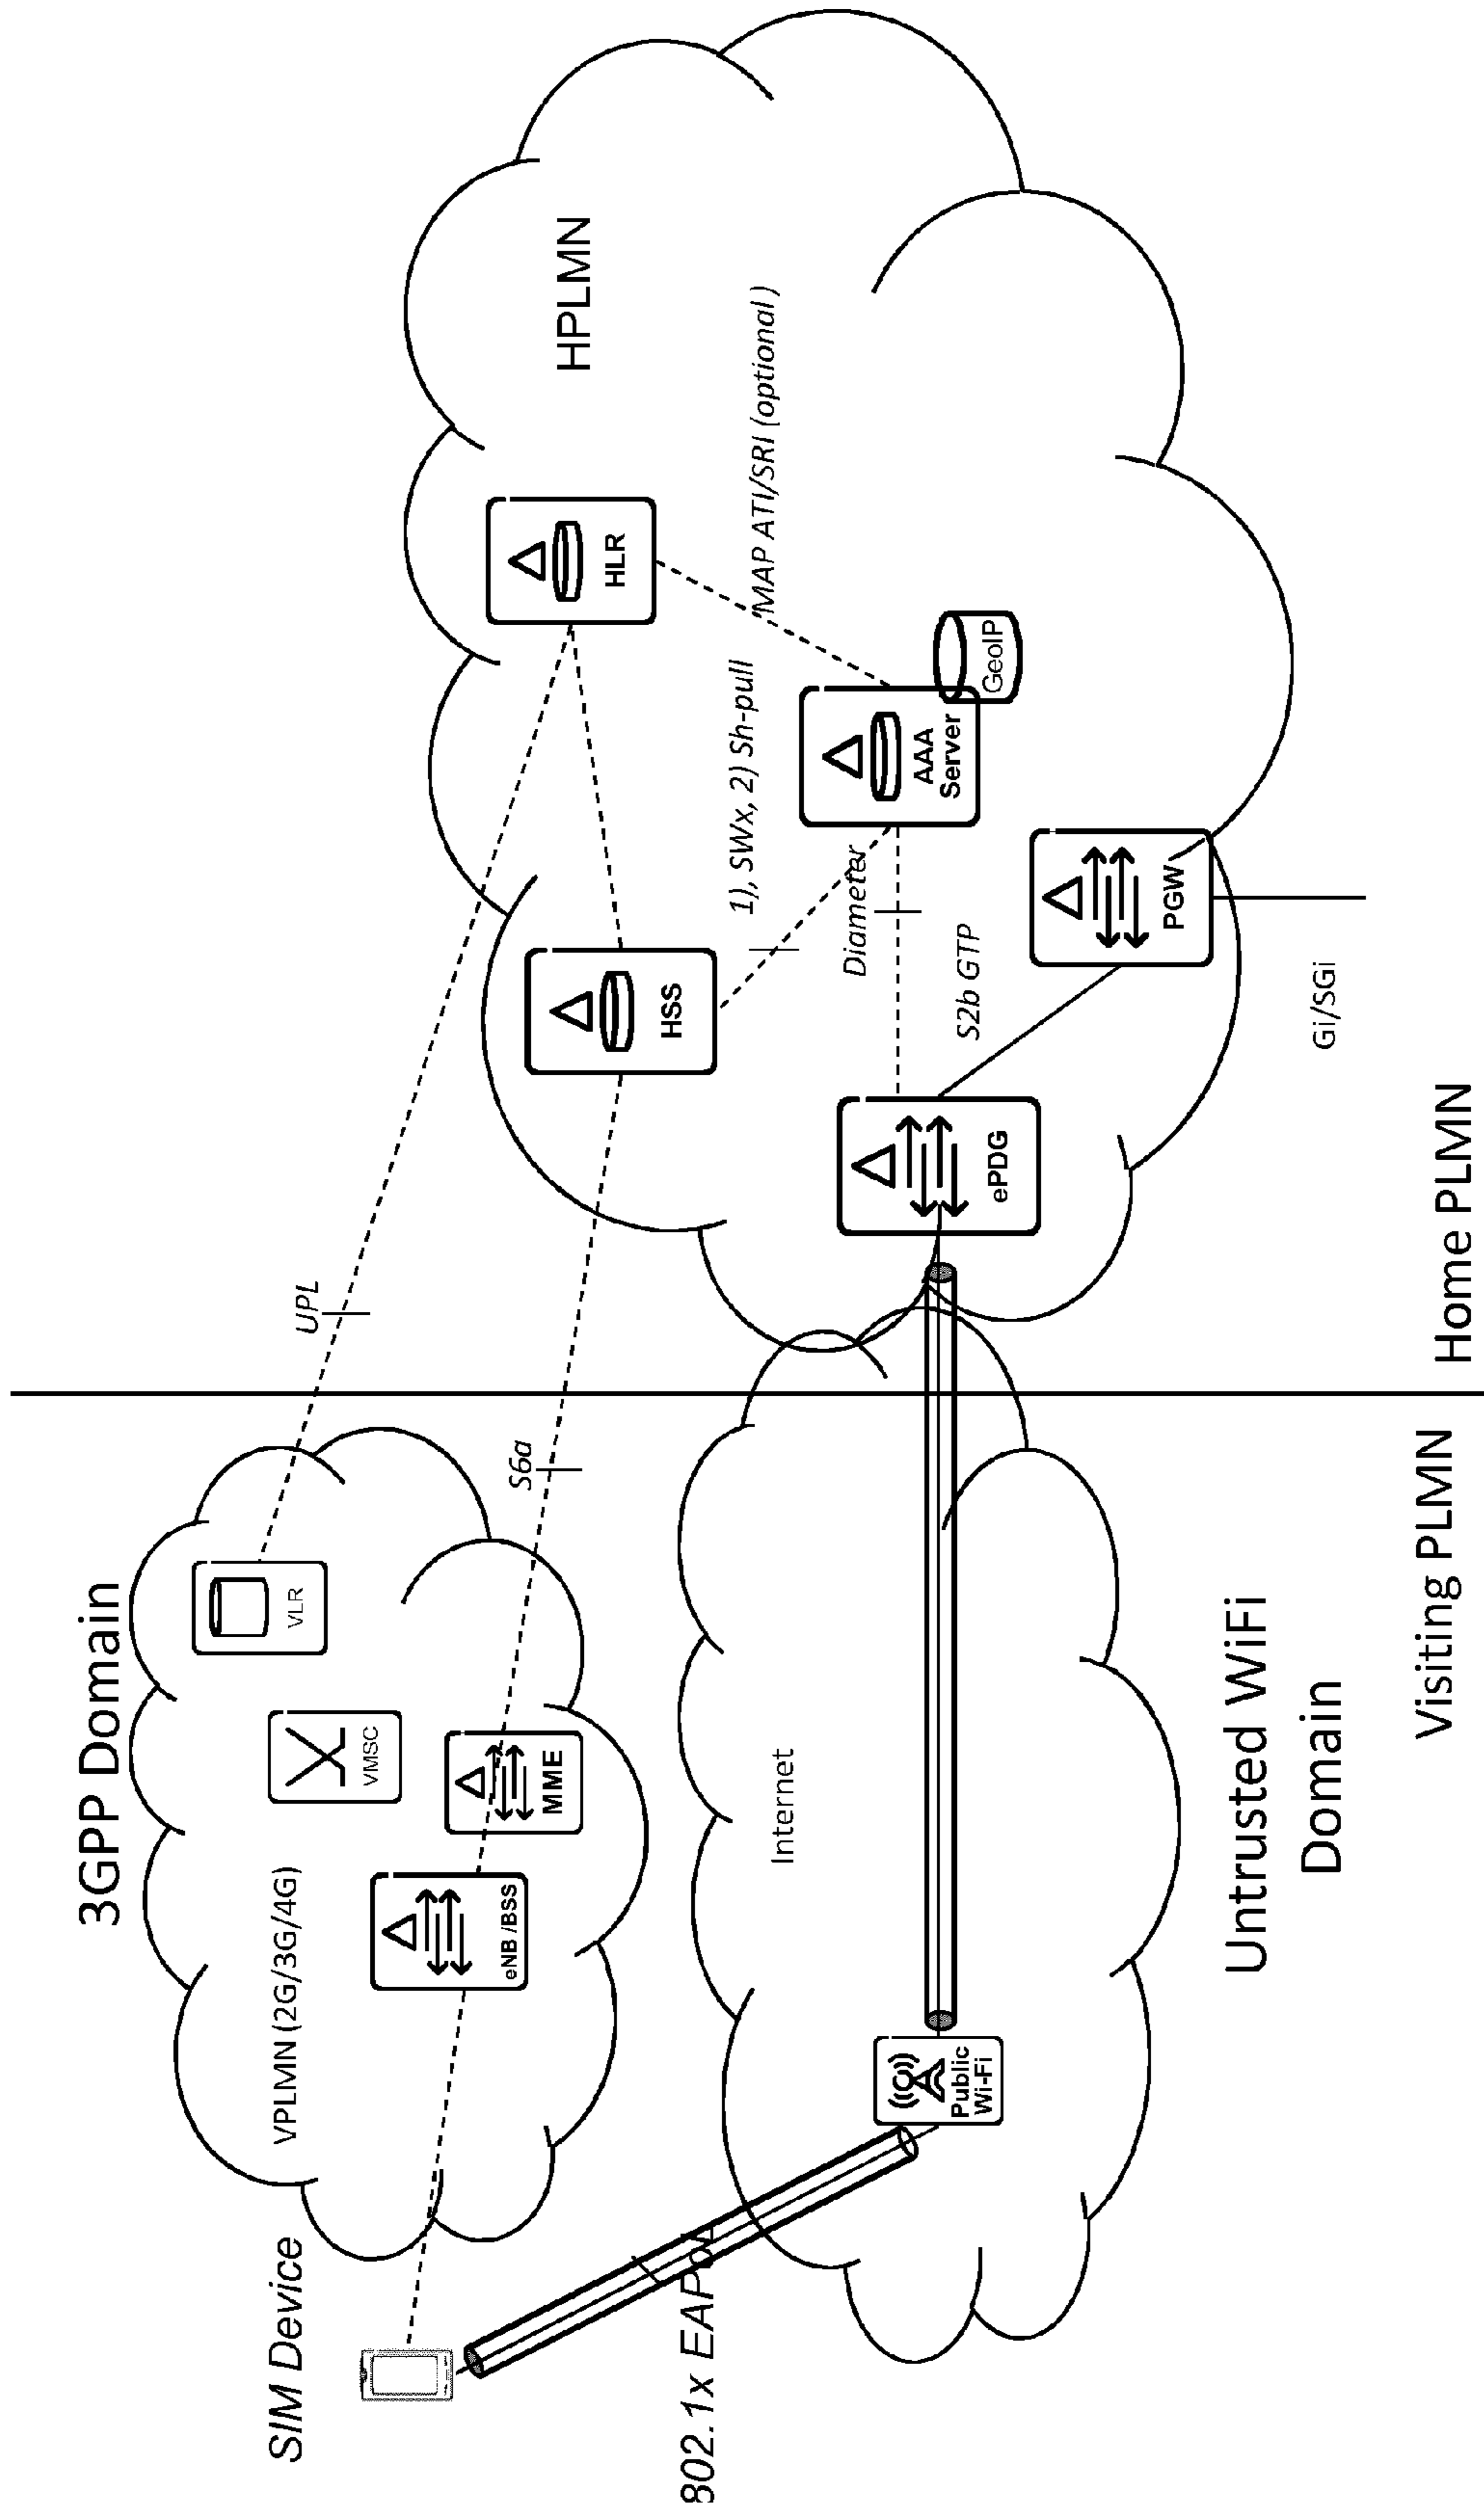 3GPP Domain
SIM Device
VPLMN (2G/3G/4G)
VLR
VMSC
MME
eNB /BSS
UPL
S6a
HPLMN
HLR
HSS
MAP ATI/SRI (optional)
1), SWx, 2) Sh-pull
AAA
Server
GeoIP
Diameter
S2b GTP
ePDG
PGW
Gi/SGi
802.1x EAP
Internet
Public
Wi-Fi
Untrusted WiFi
Domain
Visiting PLMN
Home PLMN